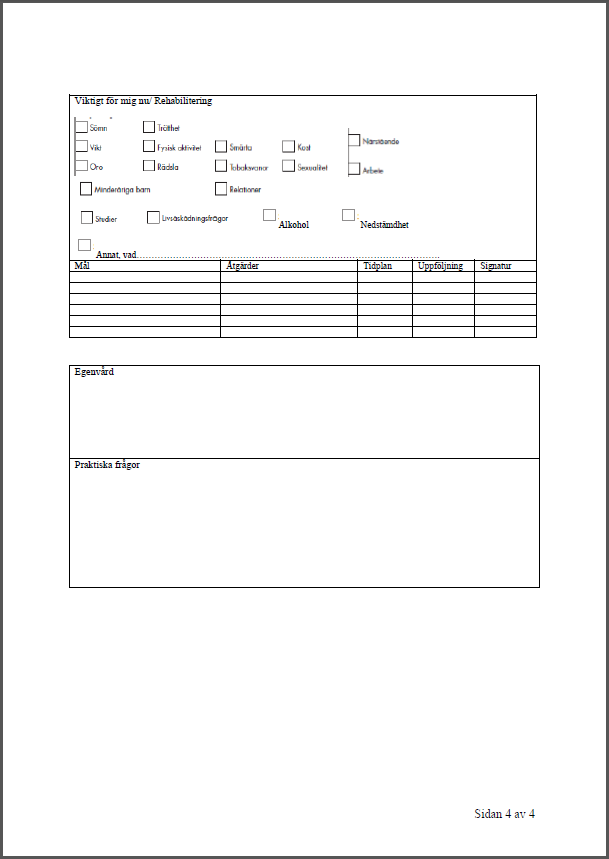 Viktigt för mig nu/ Rehabilitering
Sömn Trötthet
Vikt Fysisk aktivitet Smärta Kost Närstående
Oro Rädsla Tobaksvanor Sexualitet Arbete
Minderåriga barn Relationer
Studier Livsåskådningsfrågor Alkohol Nedstämdhet
Annat, vad……………………………………………………………………………………
Mål Åtgärder Tidplan Uppföljning Signatur
Egenvård
Praktiska frågor
Sidan 4 av 4